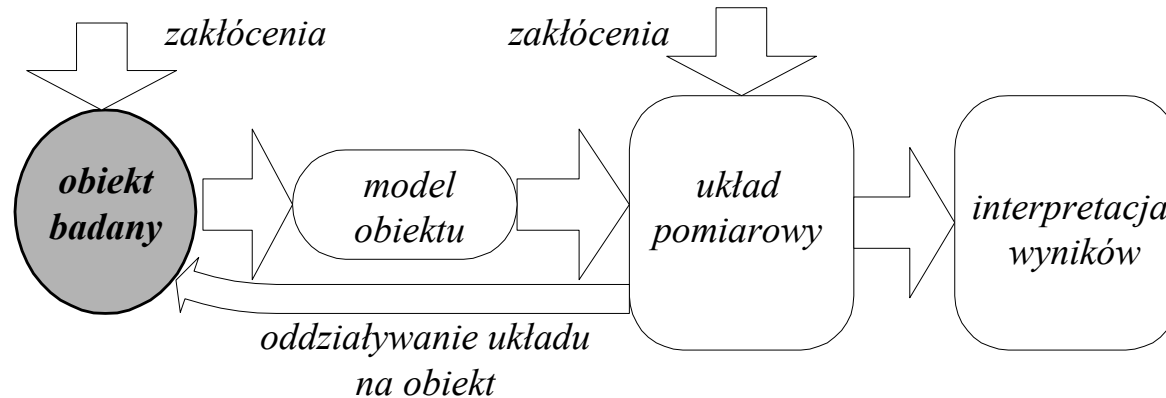 zakłócenia
zakłócenia
obiekt
badany
model
obiektu
układ
pomiarowy
interpretacja
wyników
oddziaływanie układu
na obiekt